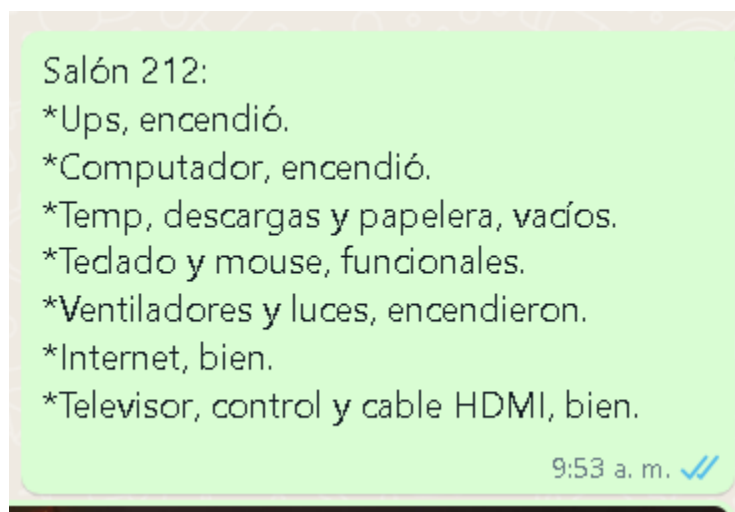 Salón 212:
*Ups, encendió.
*Computador, encendió.
*Temp, descargas y papelera, vacíos.
*Teclado y mouse, funcionales.
*Ventiladores y luces, encendieron.
*Internet, bien.
*Televisor, control y cable HDMI, bien.
9:53 a. m.